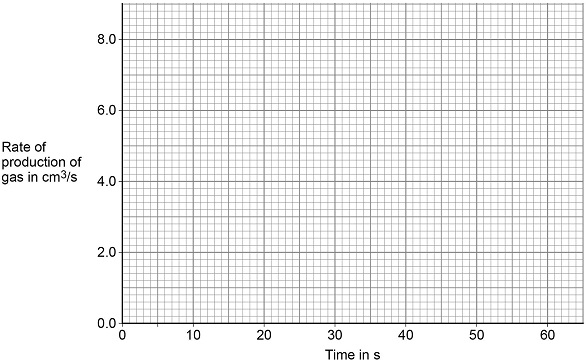 8.0
6.0
Rate of
production of
gas in cm³/s
4.0
2.0
0.0
0 10 20 30 40 50 60
Time in s